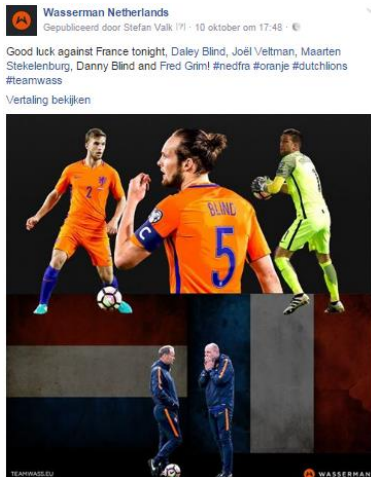 Wasserman Netherlands
Gepubliceerd door Stefan Valk [?] · 10 oktober om 17:48 ·
Good luck against France tonight, Daley Blind, Joël Veltman, Maarten
Stekelenburg, Danny Blind and Fred Grim! #nedfra #oranje #dutchlions
#teamwass
Vertaling bekijken
2
BLIND
5
C
1
TEAMWASS.EU
WASSERMAN